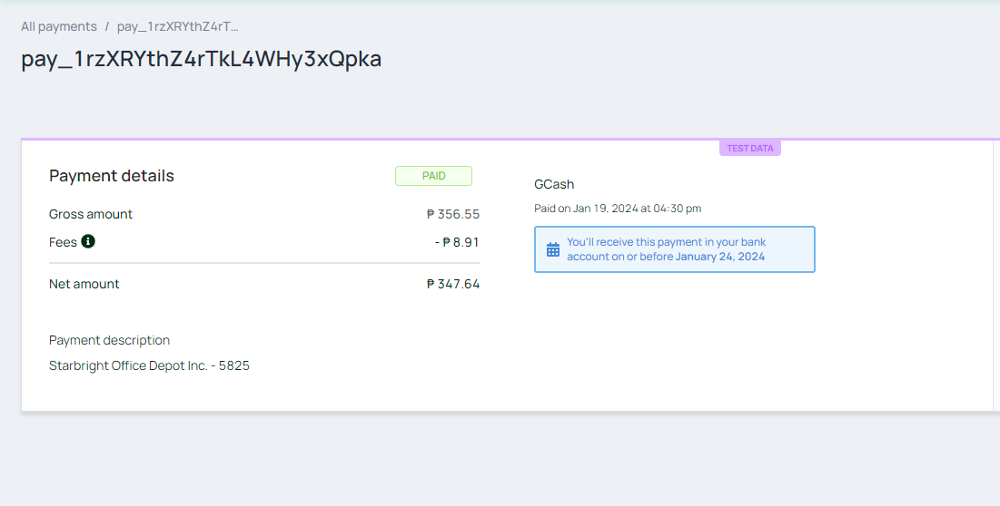 All payments / pay_1rzXRYthZ4rT...
pay_1rzXRYthZ4rTkL4WHy3xQpka
TEST DATA
Payment details
PAID
Gross amount ₱ 356.55
Fees - ₱ 8.91
Net amount ₱ 347.64
Payment description
Starbright Office Depot Inc. - 5825
GCash
Paid on Jan 19, 2024 at 04:30 pm
You'll receive this payment in your bank
account on or before January 24, 2024